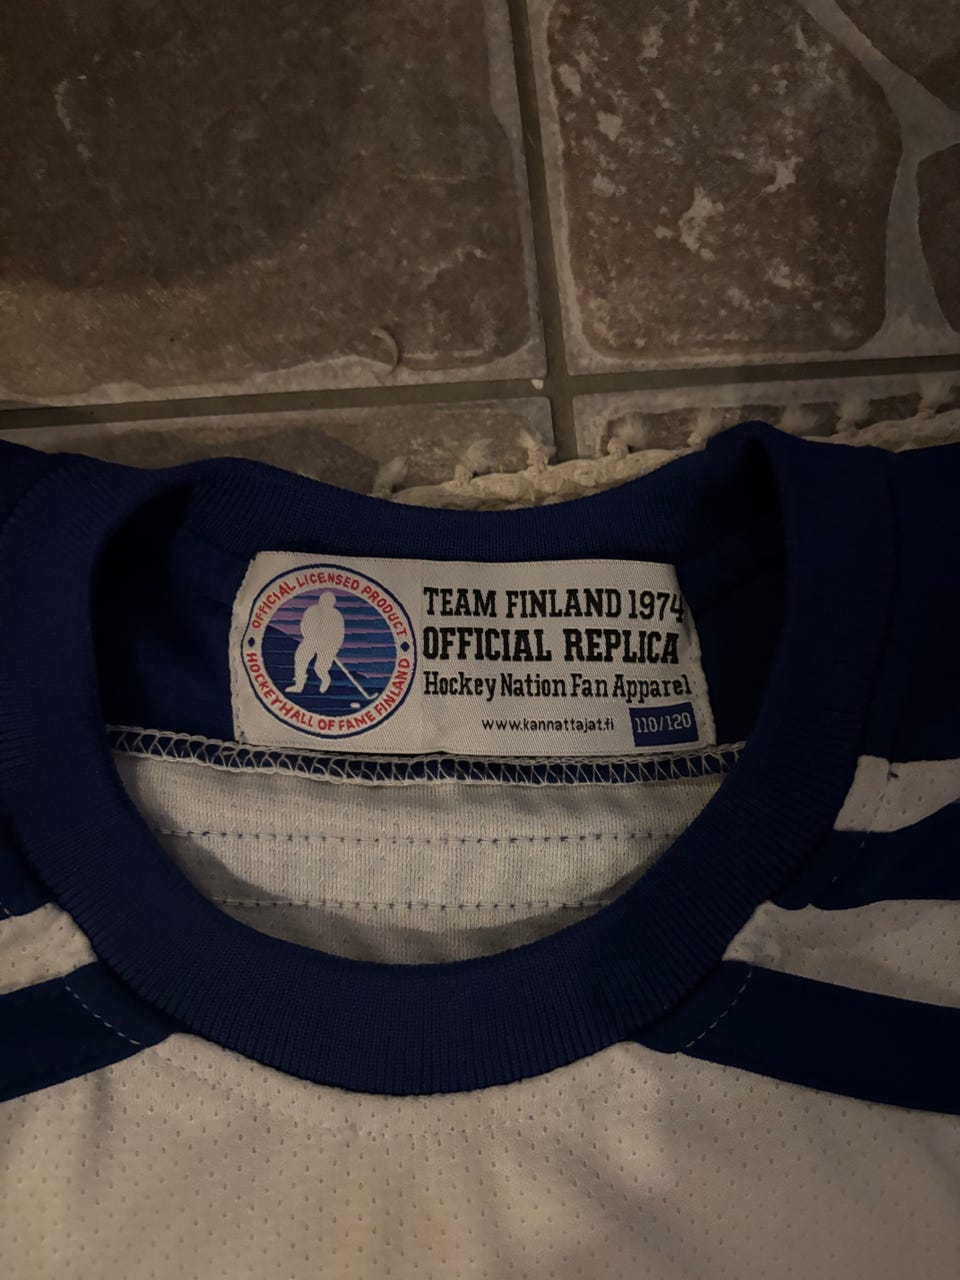 OFFICIAL LICENSED PRODUCT
HOCKEY HALL OF FAME FINLAND
TEAM FINLAND 1974
OFFICIAL REPLICA
Hockey Nation Fan Apparel
www.kannattajat.fi
110/120